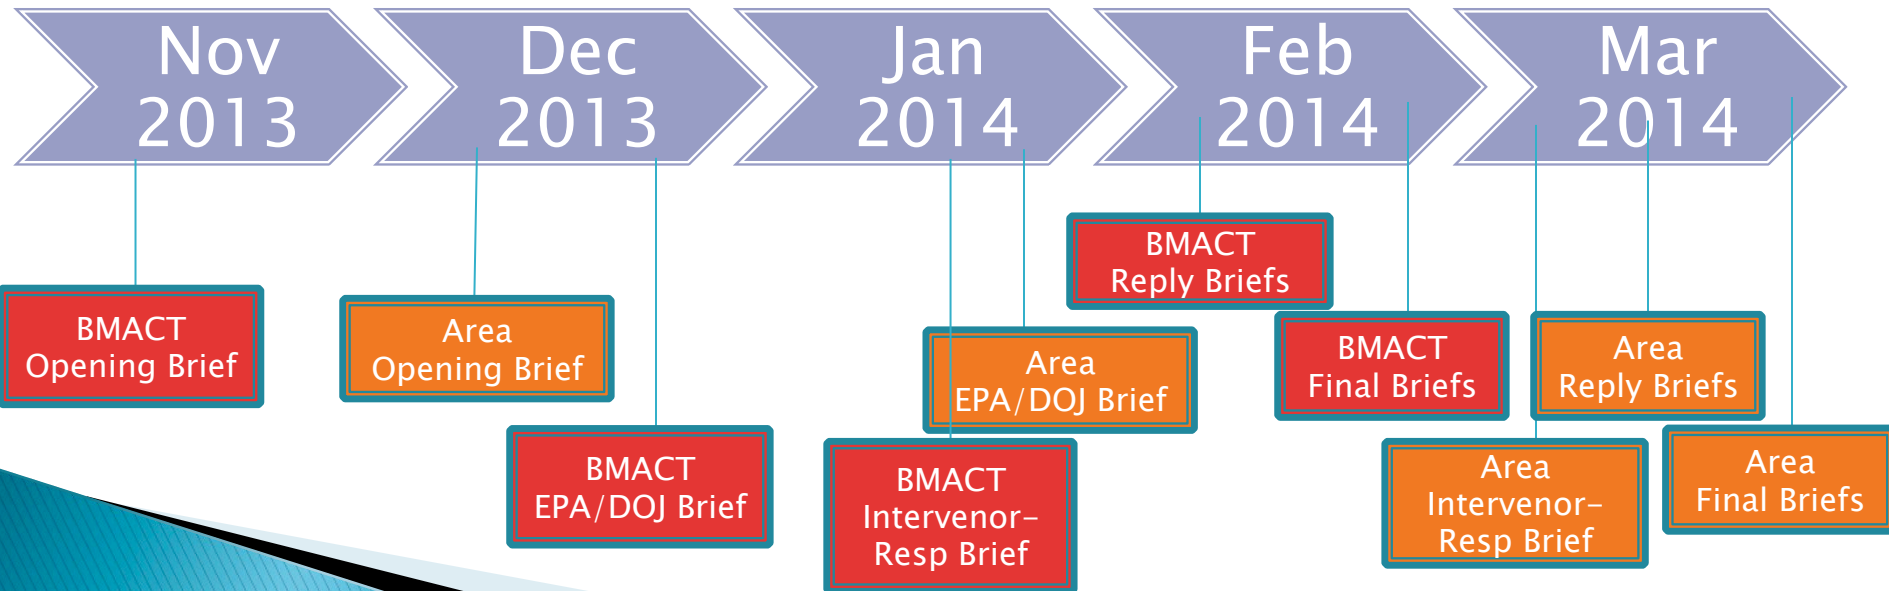 Nov
2013
Dec
2013
Jan
2014
Feb
2014
Mar
2014
BMACT
Opening Brief
Area
Opening Brief
BMACT
EPA/DOJ Brief
BMACT
Intervenor-
Resp Brief
Area
EPA/DOJ Brief
BMACT
Reply Briefs
BMACT
Final Briefs
Area
Intervenor-
Resp Brief
Area
Reply Briefs
Area
Final Briefs